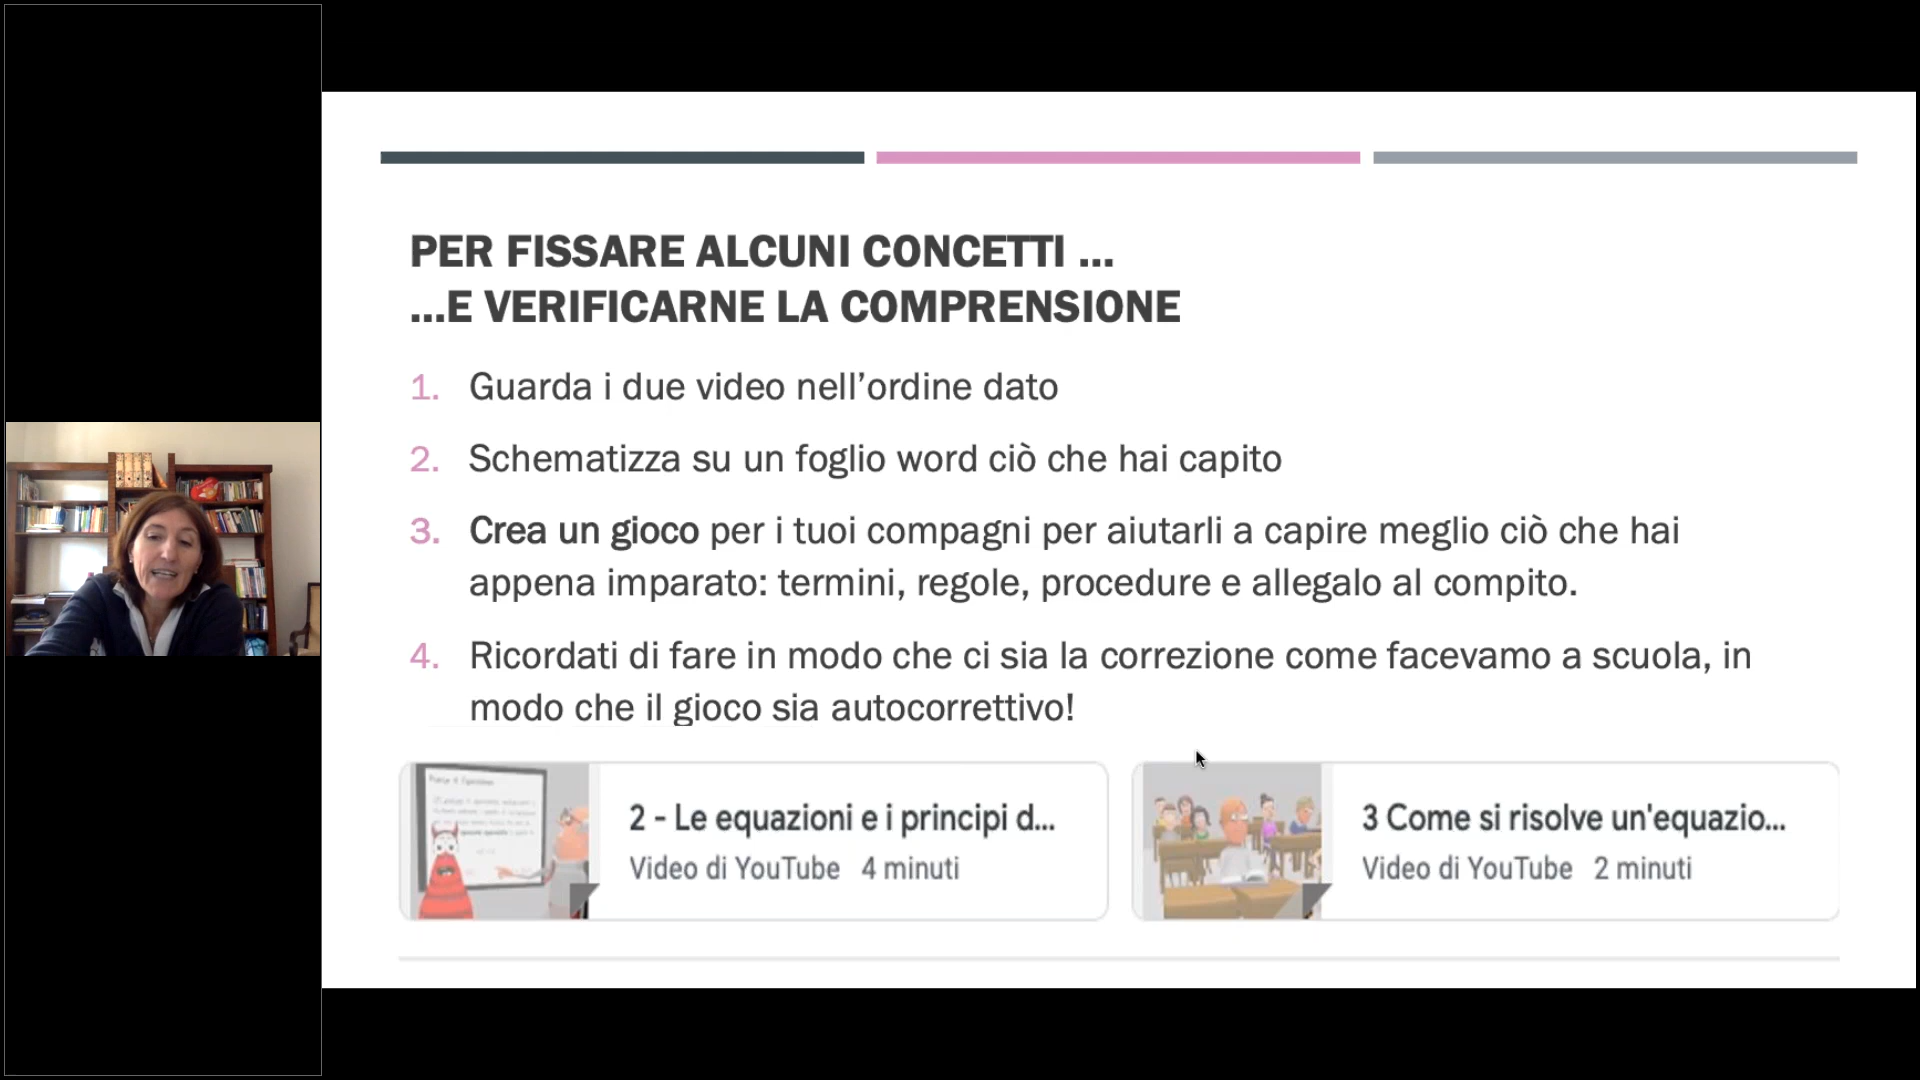 PER FISSARE ALCUNI CONCETTI ...
...E VERIFICARNE LA COMPRENSIONE
1. Guarda i due video nell’ordine dato
2. Schematizza su un foglio word ciò che hai capito
3. Crea un gioco per i tuoi compagni per aiutarli a capire meglio ciò che hai
appena imparato: termini, regole, procedure e allegalo al compito.
4. Ricordati di fare in modo che ci sia la correzione come facevamo a scuola, in
modo che il gioco sia autocorrettivo!
2 - Le equazioni e i principi d...
Video di YouTube 4 minuti
3 Come si risolve un'equazio...
Video di YouTube 2 minuti